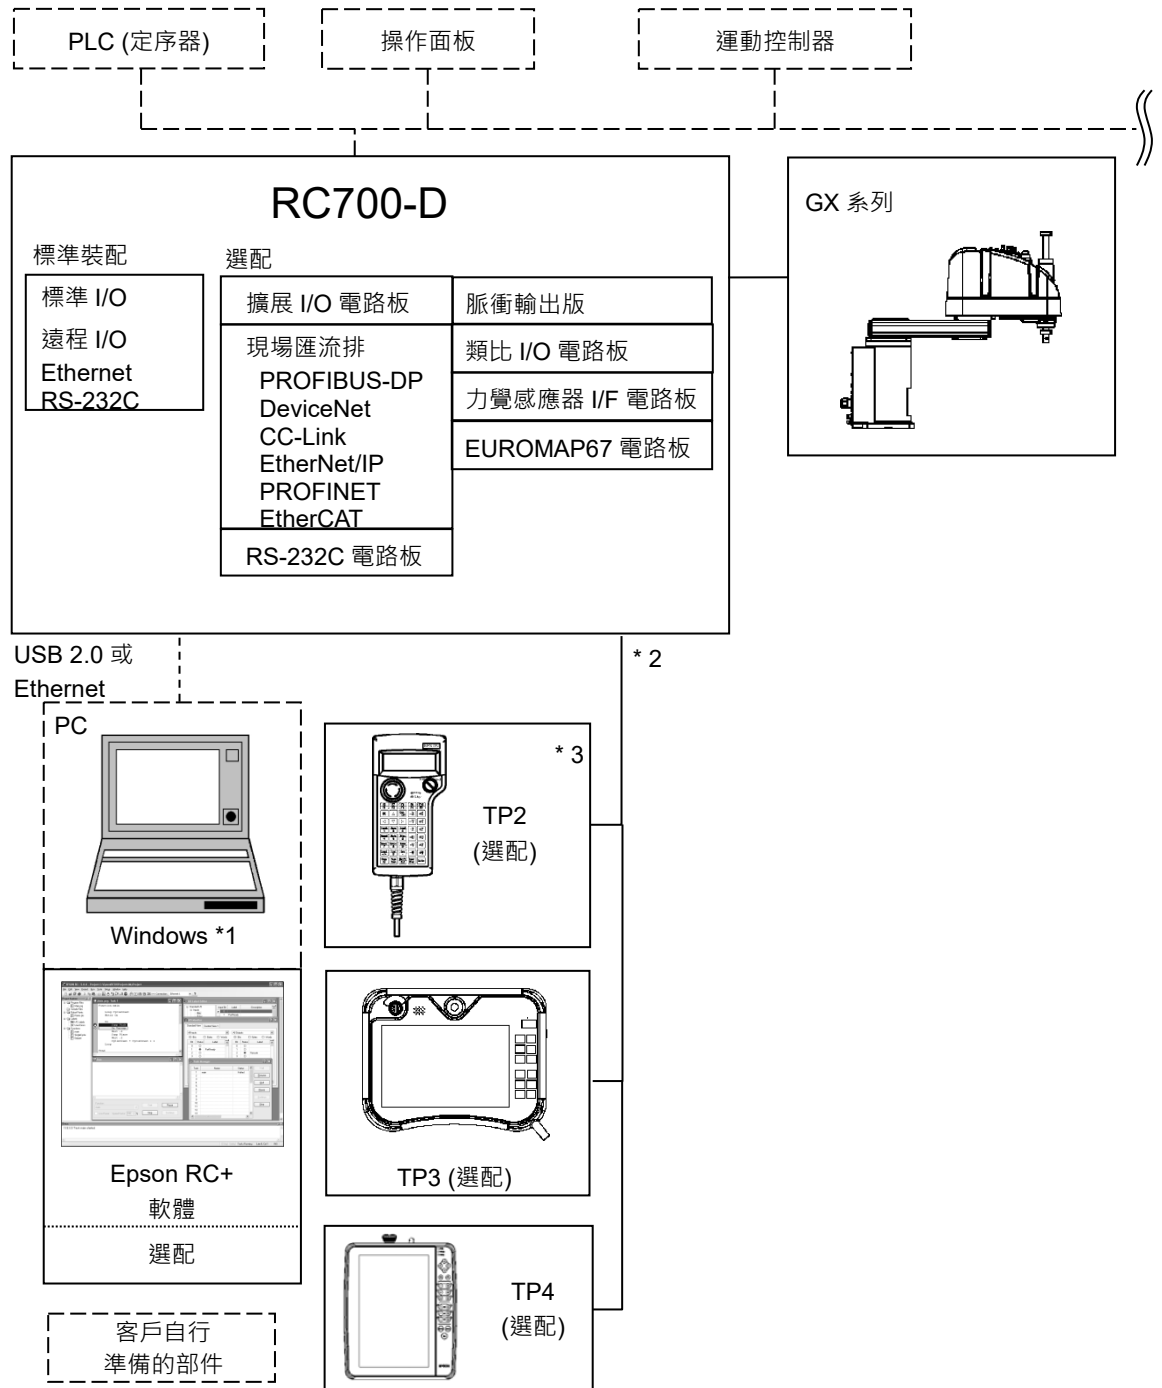 PLC (定序器)
操作面板
運動控制器
RC700-D
標準裝配
標準 I/O
遠程 I/O
Ethernet
RS-232C
選配
擴展 I/O 電路板
現場匯流排
PROFIBUS-DP
DeviceNet
CC-Link
EtherNet/IP
PROFINET
EtherCAT
RS-232C 電路板
脈衝輸出版
類比 I/O 電路板
力覺感應器 I/F 電路板
EUROMAP67 電路板
GX 系列
USB 2.0 或
Ethernet
* 2
PC
Windows *1
Epson RC+
軟體
選配
* 3
TP2
(選配)
TP3 (選配)
TP4
(選配)
客戶自行
準備的部件